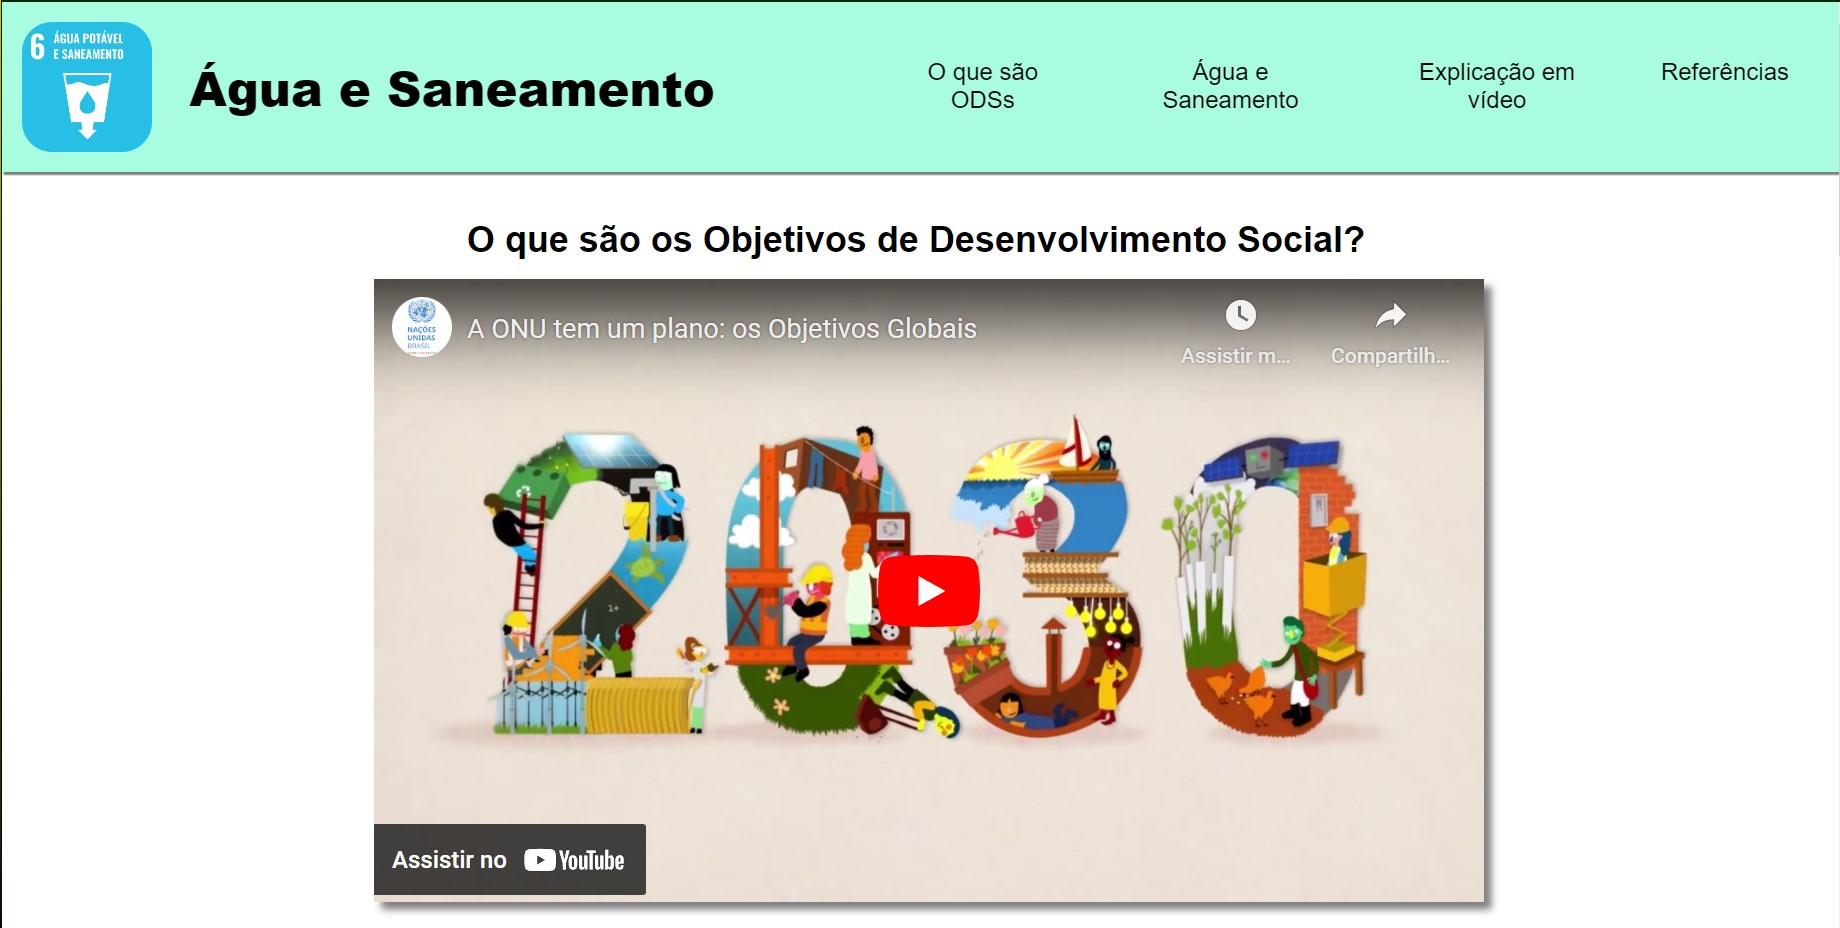 6 ÁGUA POTÁVEL
E SANEAMENTO
Água e Saneamento
O que são
ODSs
Água e
Saneamento
Explicação em
vídeo
Referências
O que são os Objetivos de Desenvolvimento Social?
NAÇÕES
UNIDAS
BRASIL
A ONU tem um plano: os Objetivos Globais
Assistir m...
Compartilh...
1+
Assistir no YouTube